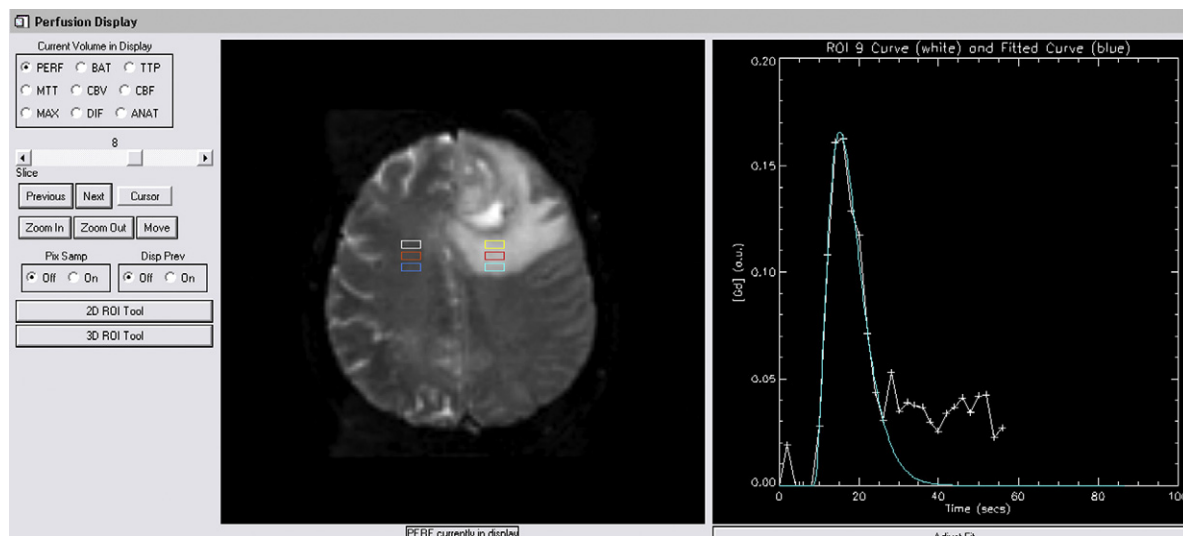 Perfusion Display
Current Volume in Display
PERF BAT TTP
MTT CBV CBF
MAX DIF ANAT
8
Slice
Previous Next Cursor
Zoom In Zoom Out Move
Pix Samp Disp Prev
Off On Off On
2D ROI Tool
3D ROI Tool
PERF currently in display
ROI 9 Curve (white) and Fitted Curve (blue)
0.20
0.15
0.10
0.05
0.00
[Gd] (a.u.)
0 20 40 60 80 100
Time (secs)
Adjust Fit